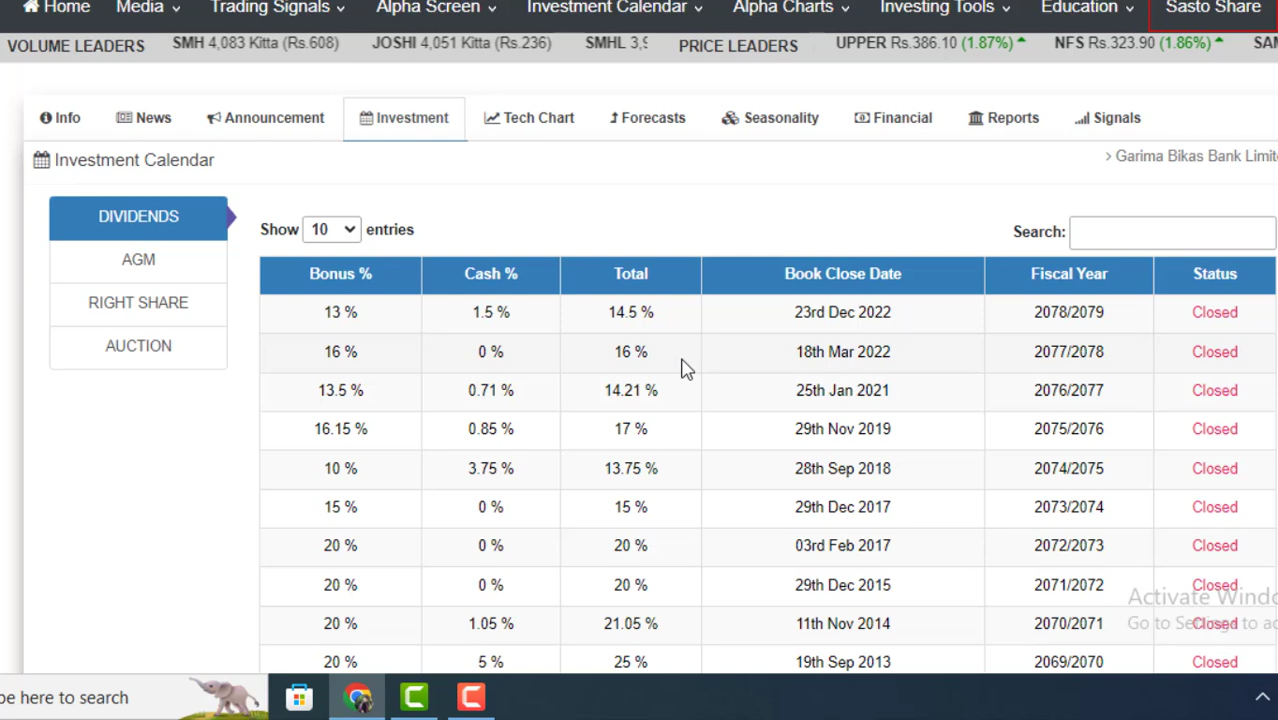 Home Media Trading Signals Alpha Screen Investment Calendar Alpha Charts Investing Tools Education Sasto Share
VOLUME LEADERS SMH 4,083 Kitta (Rs.608) JOSHI 4,051 Kitta (Rs.236) SMHL 3,5 PRICE LEADERS UPPER Rs.386.10 (1.87%) NFS Rs.323.90 (1.86%) SAM
Info News Announcement Investment Tech Chart Forecasts Seasonality Financial Reports Signals
Investment Calendar
> Garima Bikas Bank Limite
DIVIDENDS
AGM
RIGHT SHARE
AUCTION
Show 10 entries
Search:
Bonus % Cash % Total Book Close Date Fiscal Year Status
13 % 1.5 % 14.5 % 23rd Dec 2022 2078/2079 Closed
16 % 0 % 16 % 18th Mar 2022 2077/2078 Closed
13.5 % 0.71 % 14.21 % 25th Jan 2021 2076/2077 Closed
16.15 % 0.85 % 17 % 29th Nov 2019 2075/2076 Closed
10 % 3.75 % 13.75 % 28th Sep 2018 2074/2075 Closed
15 % 0 % 15 % 29th Dec 2017 2073/2074 Closed
20 % 0 % 20 % 03rd Feb 2017 2072/2073 Closed
20 % 0 % 20 % 29th Dec 2015 2071/2072 Closed
20 % 1.05 % 21.05 % 11th Nov 2014 2070/2071 Closed
20 % 5 % 25 % 19th Sep 2013 2069/2070 Closed
Activate Windo
Go to Settings to ac
pe here to search